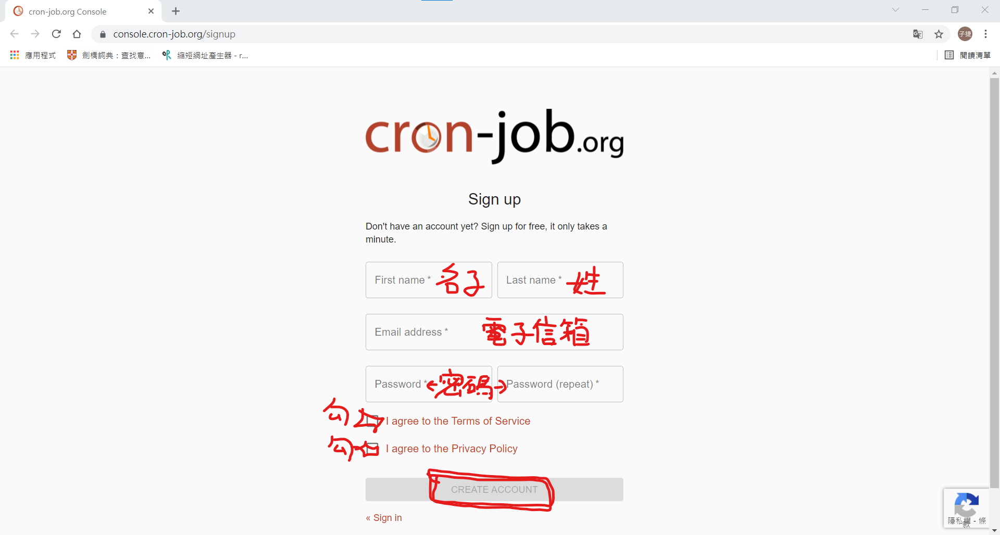 cron-job.org Console
console.cron-job.org/signup
子捷
應用程式
劍橋詞典：查找意...
縮短網址產生器 - r...
閱讀清單
cron-job.org
Sign up
Don't have an account yet? Sign up for free, it only takes a
minute.
First name * 名子
Last name * 姓
Email address * 電子信箱
Password * 密碼
Password (repeat) *
勾
I agree to the Terms of Service
勾
I agree to the Privacy Policy
CREATE ACCOUNT
« Sign in
隱私權 - 條
款